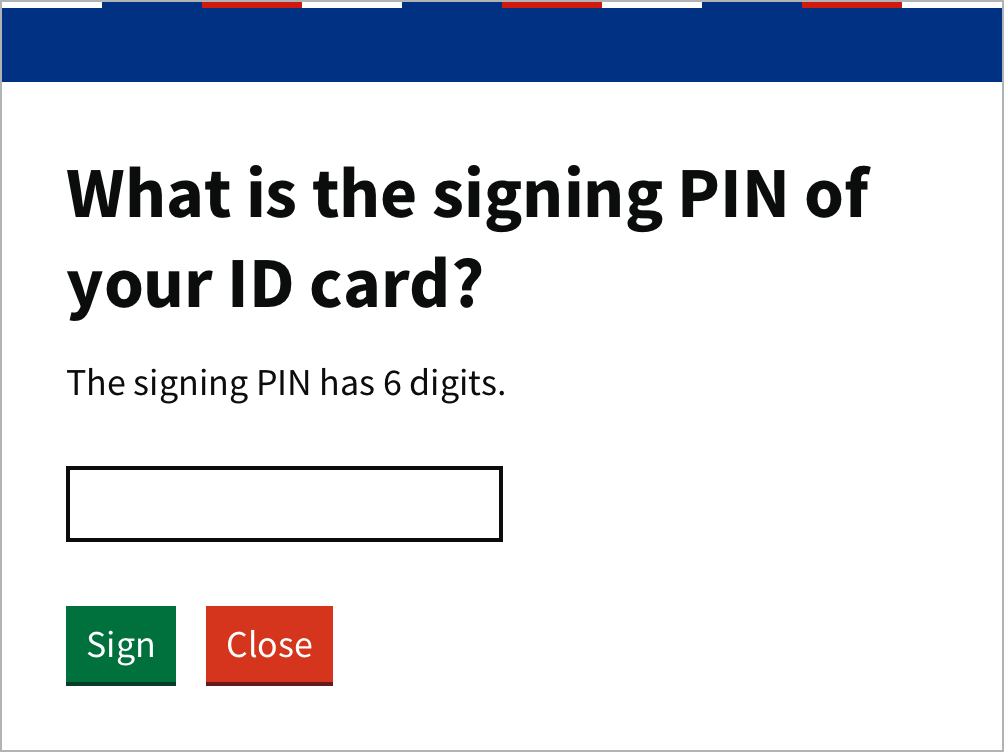 What is the signing PIN of
your ID card?
The signing PIN has 6 digits.
Sign
Close